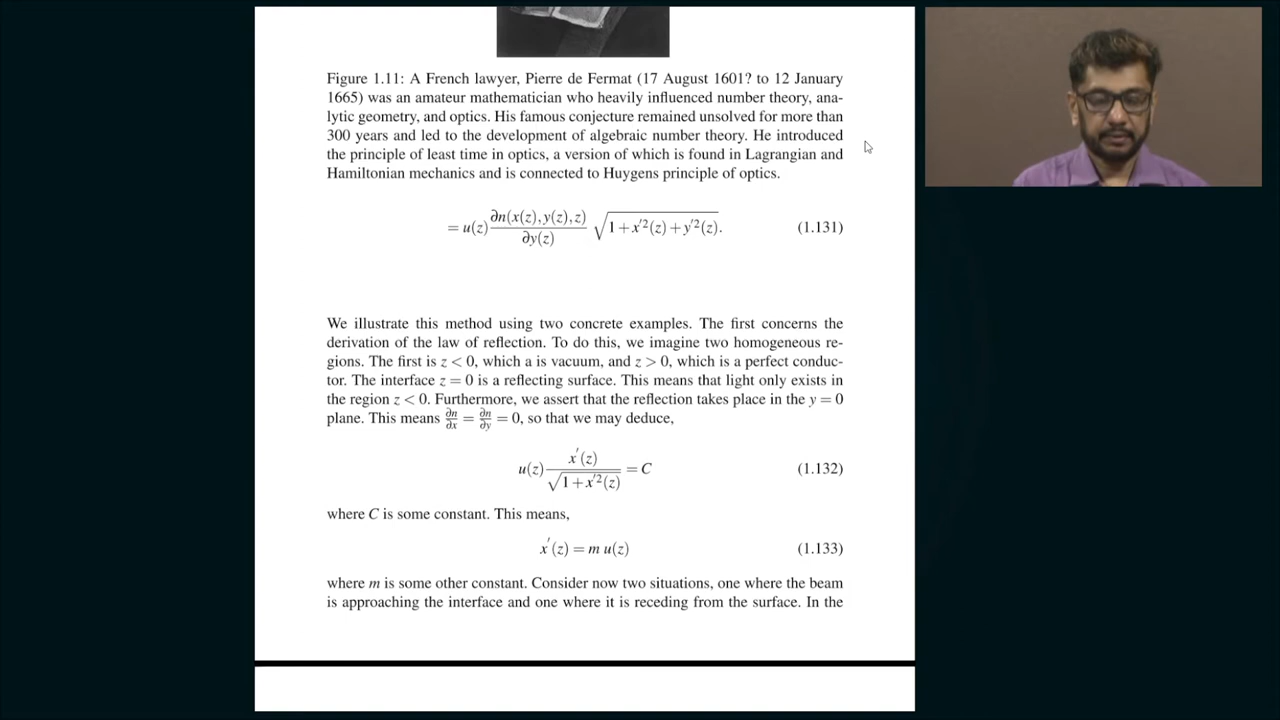 Figure 1.11: A French lawyer, Pierre de Fermat (17 August 1601? to 12 January
1665) was an amateur mathematician who heavily influenced number theory, ana-
lytic geometry, and optics. His famous conjecture remained unsolved for more than
300 years and led to the development of algebraic number theory. He introduced
the principle of least time in optics, a version of which is found in Lagrangian and
Hamiltonian mechanics and is connected to Huygens principle of optics.
= u(z) ∂n(x(z),y(z),z)/∂y(z) √(1+x′²(z)+y′²(z)). (1.131)
We illustrate this method using two concrete examples. The first concerns the
derivation of the law of reflection. To do this, we imagine two homogeneous re-
gions. The first is z < 0, which a is vacuum, and z > 0, which is a perfect conduc-
tor. The interface z = 0 is a reflecting surface. This means that light only exists in
the region z < 0. Furthermore, we assert that the reflection takes place in the y = 0
plane. This means ∂n/∂x = ∂n/∂y = 0, so that we may deduce,
u(z) x′(z)/√(1+x′²(z)) = C (1.132)
where C is some constant. This means,
x′(z) = m u(z) (1.133)
where m is some other constant. Consider now two situations, one where the beam
is approaching the interface and one where it is receding from the surface. In the